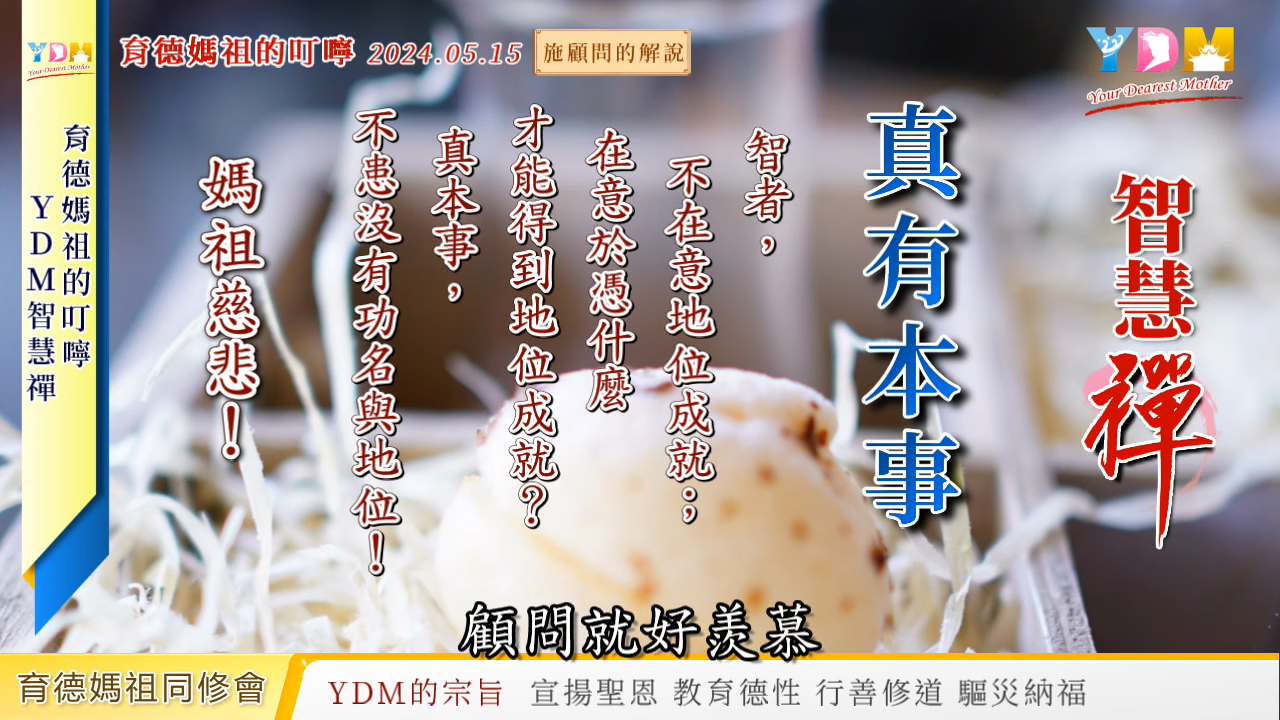 育德媽祖的叮嚀 2024.05.15
施顧問的解說
YDM
Your Dearest Mother
YDM
Your Dearest Mother
育德媽祖的叮嚀
YDM智慧禪
智慧禪
真有本事
智者，
不在意地位成就；
在意於憑什麼
才能得到地位成就？
真本事，
不患沒有功名與地位！
媽祖慈悲！
顧問就好羨慕
育德媽祖同修會
YDM的宗旨 宣揚聖恩 教育德性 行善修道 驅災納福